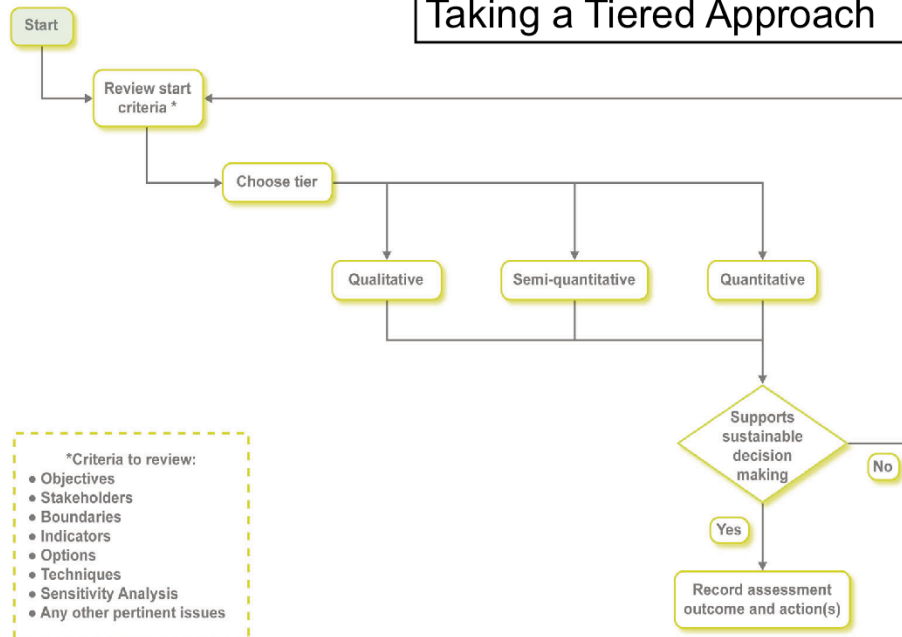 Taking a Tiered Approach
Start
Review start
criteria *
Choose tier
Qualitative
Semi-quantitative
Quantitative
Supports
sustainable
decision
making
No
Yes
Record assessment
outcome and action(s)
*Criteria to review:
● Objectives
● Stakeholders
● Boundaries
● Indicators
● Options
● Techniques
● Sensitivity Analysis
● Any other pertinent issues